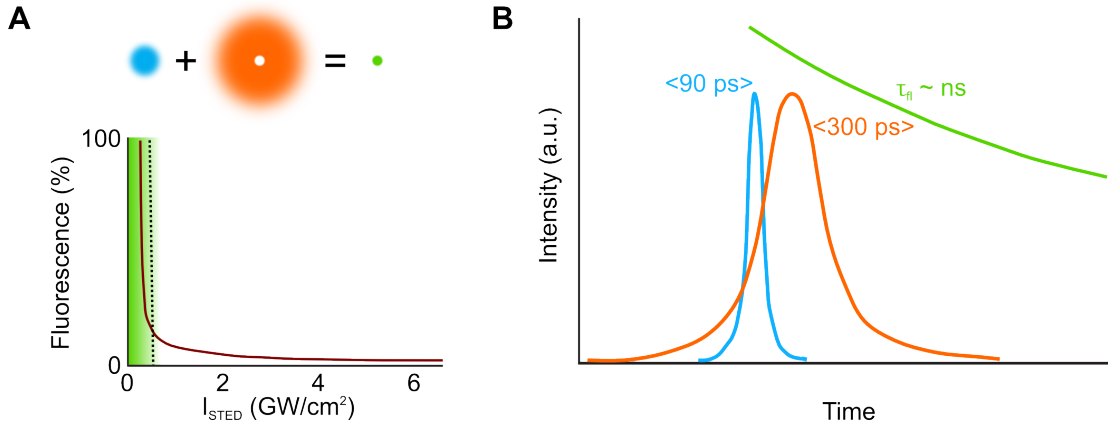 A
+
=
100
Fluorescence (%)
0
0 2 4 6
I_STED (GW/cm²)
B
<90 ps>
<300 ps>
τ_fl ~ ns
Intensity (a.u.)
Time